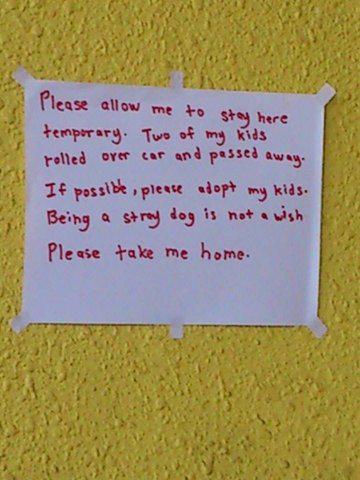 Please allow me to stay here
temporary. Two of my kids
rolled over car and passed away.
If possible, please adopt my kids.
Being a stray dog is not a wish
Please take me home.